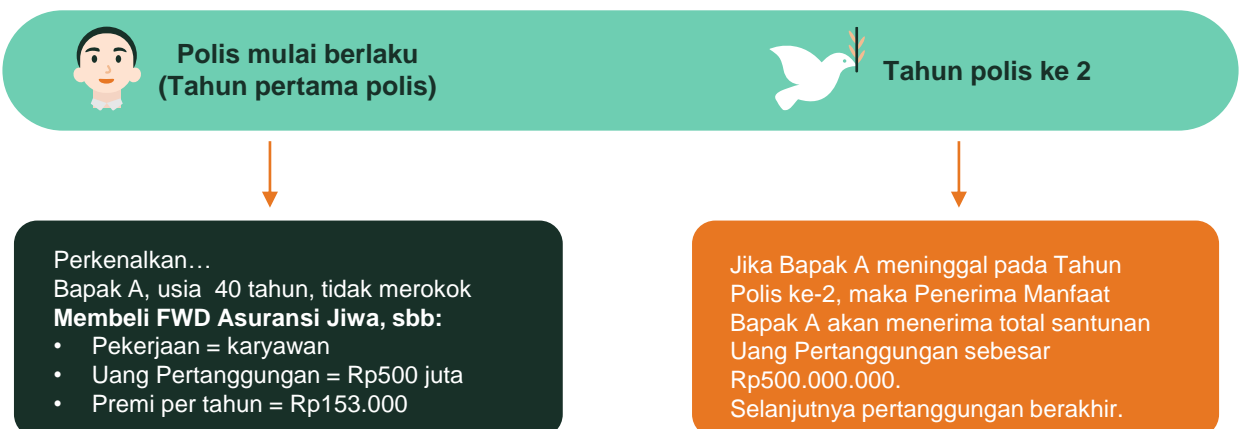 Polis mulai berlaku
(Tahun pertama polis)
Tahun polis ke 2
Perkenalkan…
Bapak A, usia  40 tahun, tidak merokok
Membeli FWD Asuransi Jiwa, sbb:
• Pekerjaan = karyawan
• Uang Pertanggungan = Rp500 juta
• Premi per tahun = Rp153.000
Jika Bapak A meninggal pada Tahun
Polis ke-2, maka Penerima Manfaat
Bapak A akan menerima total santunan
Uang Pertanggungan sebesar
Rp500.000.000.
Selanjutnya pertanggungan berakhir.